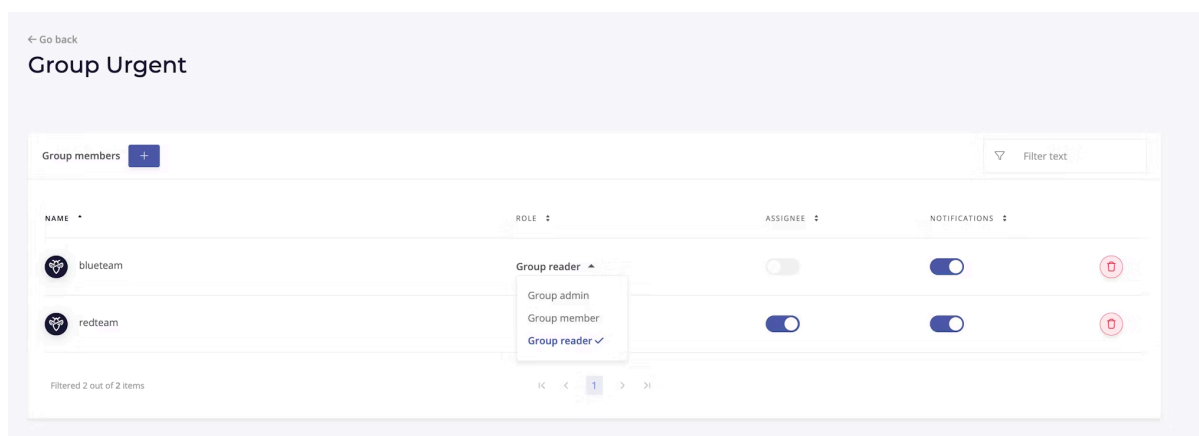 ← Go back
Group Urgent
Group members +
Filter text
NAME ROLE ASSIGNEE NOTIFICATIONS
blueteam Group reader
Group admin
Group member
redteam
Group reader ✓
Filtered 2 out of 2 items 1